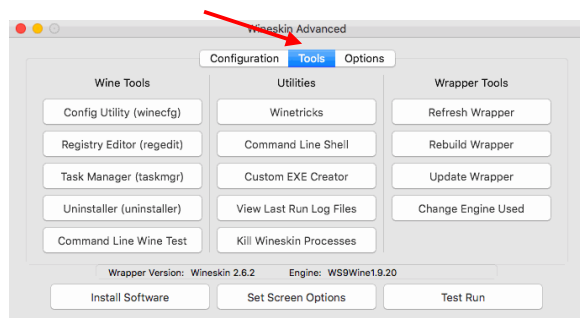 Wineskin Advanced
Configuration Tools Options
Wine Tools Utilities Wrapper Tools
Config Utility (winecfg) Winetricks Refresh Wrapper
Registry Editor (regedit) Command Line Shell Rebuild Wrapper
Task Manager (taskmgr) Custom EXE Creator Update Wrapper
Uninstaller (uninstaller) View Last Run Log Files Change Engine Used
Command Line Wine Test Kill Wineskin Processes
Wrapper Version: Wineskin 2.6.2 Engine: WS9Wine1.9.20
Install Software Set Screen Options Test Run